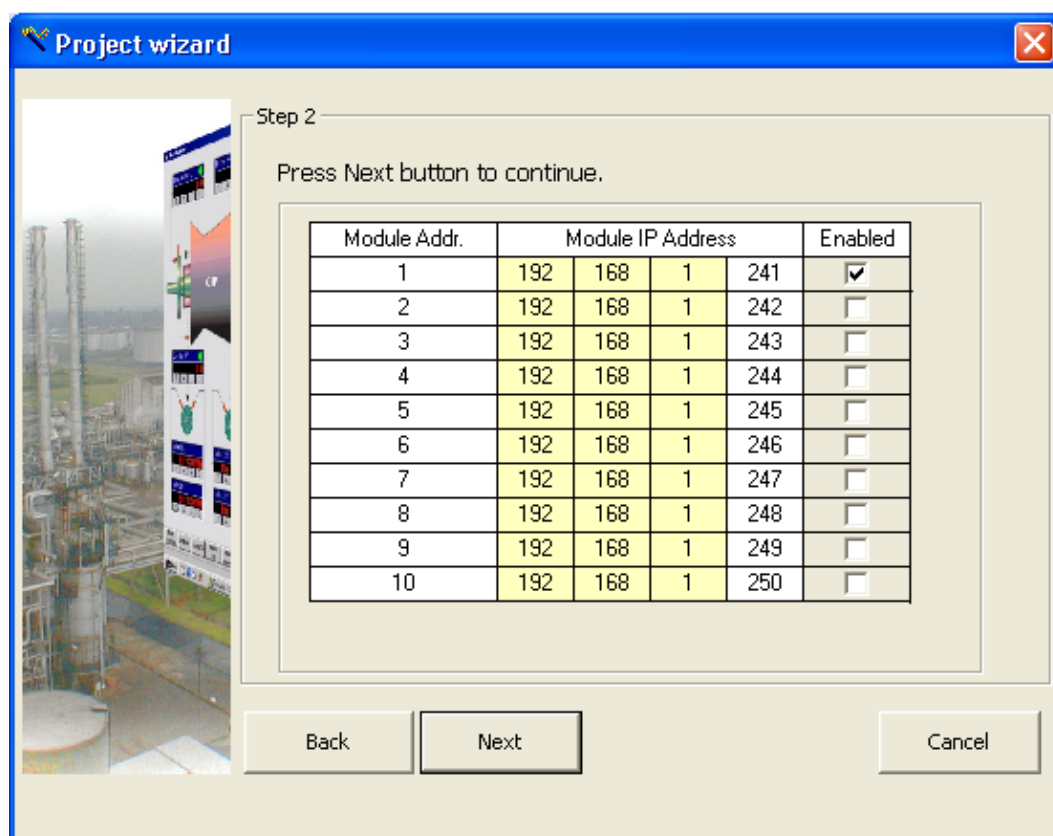 Project wizard
Step 2
Press Next button to continue.
Module Addr. Module IP Address Enabled
1 192 168 1 241
2 192 168 1 242
3 192 168 1 243
4 192 168 1 244
5 192 168 1 245
6 192 168 1 246
7 192 168 1 247
8 192 168 1 248
9 192 168 1 249
10 192 168 1 250
Back Next Cancel